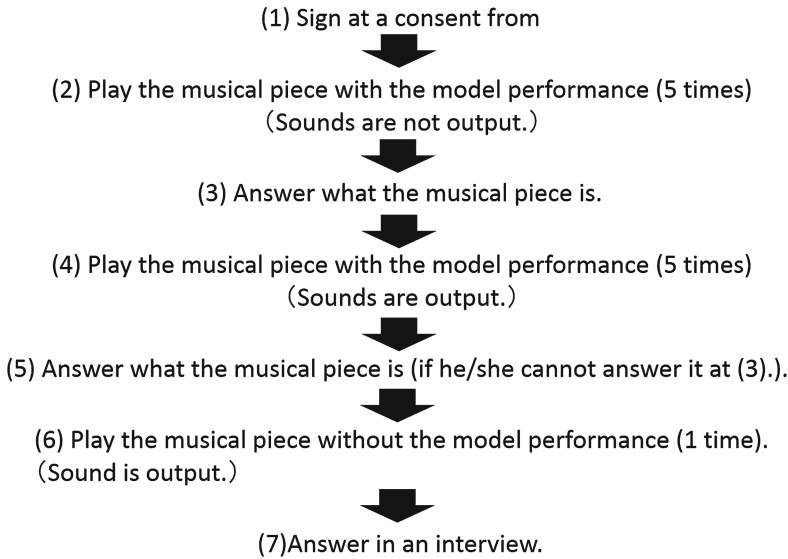 (1) Sign at a consent from
(2) Play the musical piece with the model performance (5 times)
（Sounds are not output.）
(3) Answer what the musical piece is.
(4) Play the musical piece with the model performance (5 times)
（Sounds are output.）
(5) Answer what the musical piece is (if he/she cannot answer it at (3).).
(6) Play the musical piece without the model performance (1 time).
（Sound is output.）
(7)Answer in an interview.